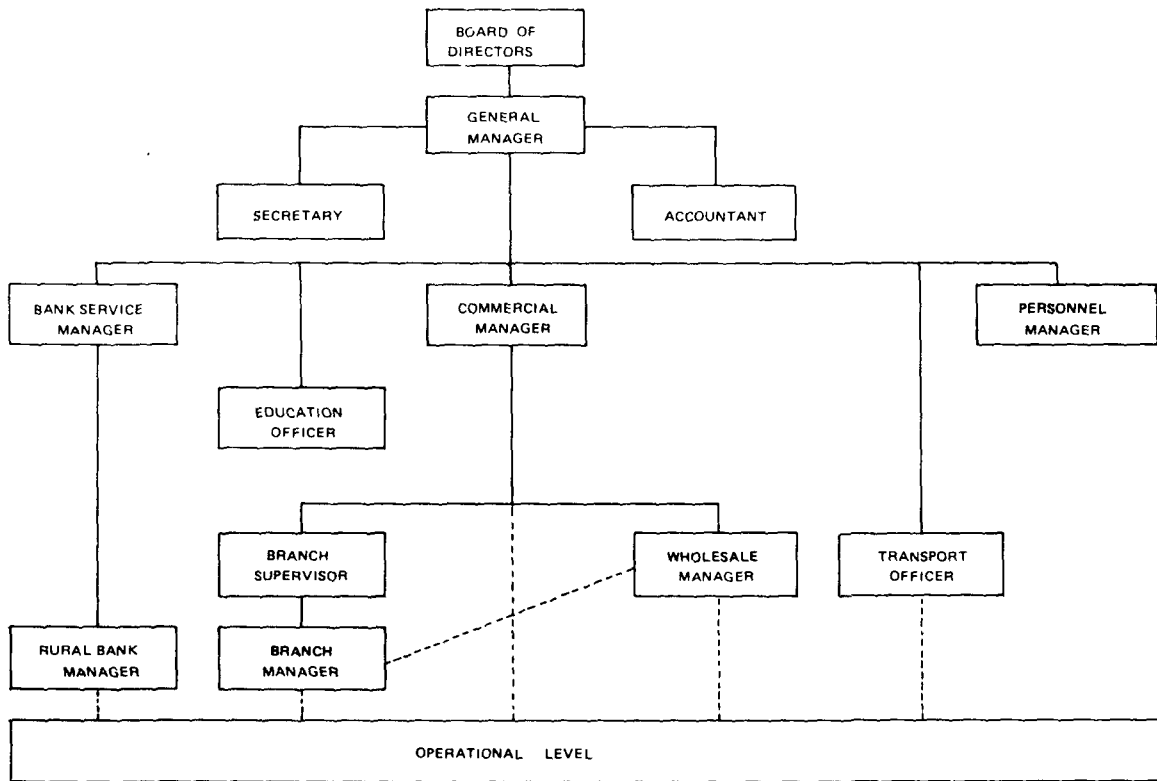 BOARD OF
DIRECTORS
GENERAL
MANAGER
SECRETARY
ACCOUNTANT
BANK SERVICE
MANAGER
COMMERCIAL
MANAGER
PERSONNEL
MANAGER
EDUCATION
OFFICER
BRANCH
SUPERVISOR
WHOLESALE
MANAGER
TRANSPORT
OFFICER
RURAL BANK
MANAGER
BRANCH
MANAGER
OPERATIONAL LEVEL